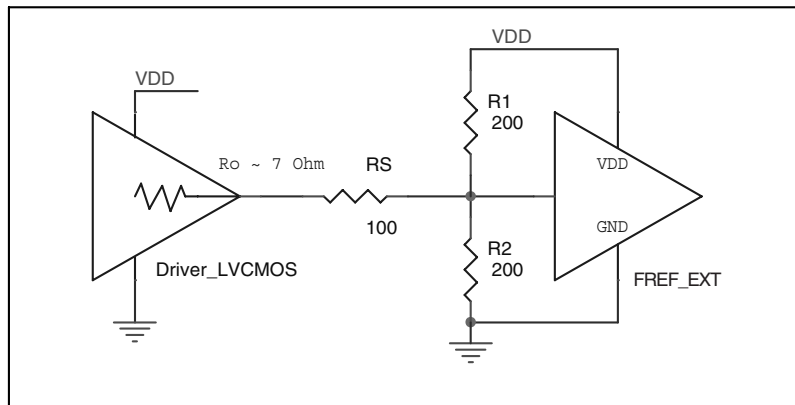 VDD
VDD
R1
200
Ro ~ 7 Ohm
RS
VDD
100
GND
R2
200
Driver_LVCMOS
FREF_EXT